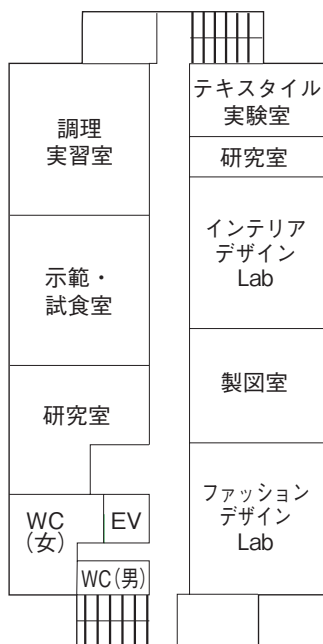 調理
実習室
示範・
試食室
研究室
WC
(女)
EV
WC(男)
テキスタイル
実験室
研究室
インテリア
デザイン
Lab
製図室
ファッション
デザイン
Lab